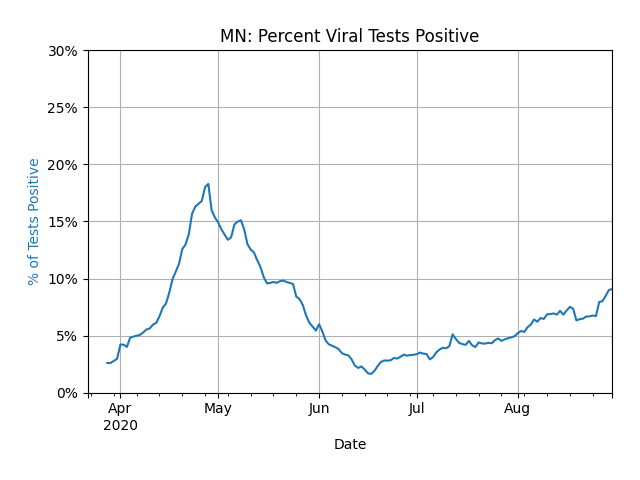 MN: Percent Viral Tests Positive
30%
25%
20%
15%
10%
5%
0%
% of Tests Positive
Apr
2020
May
Jun
Jul
Aug
Date